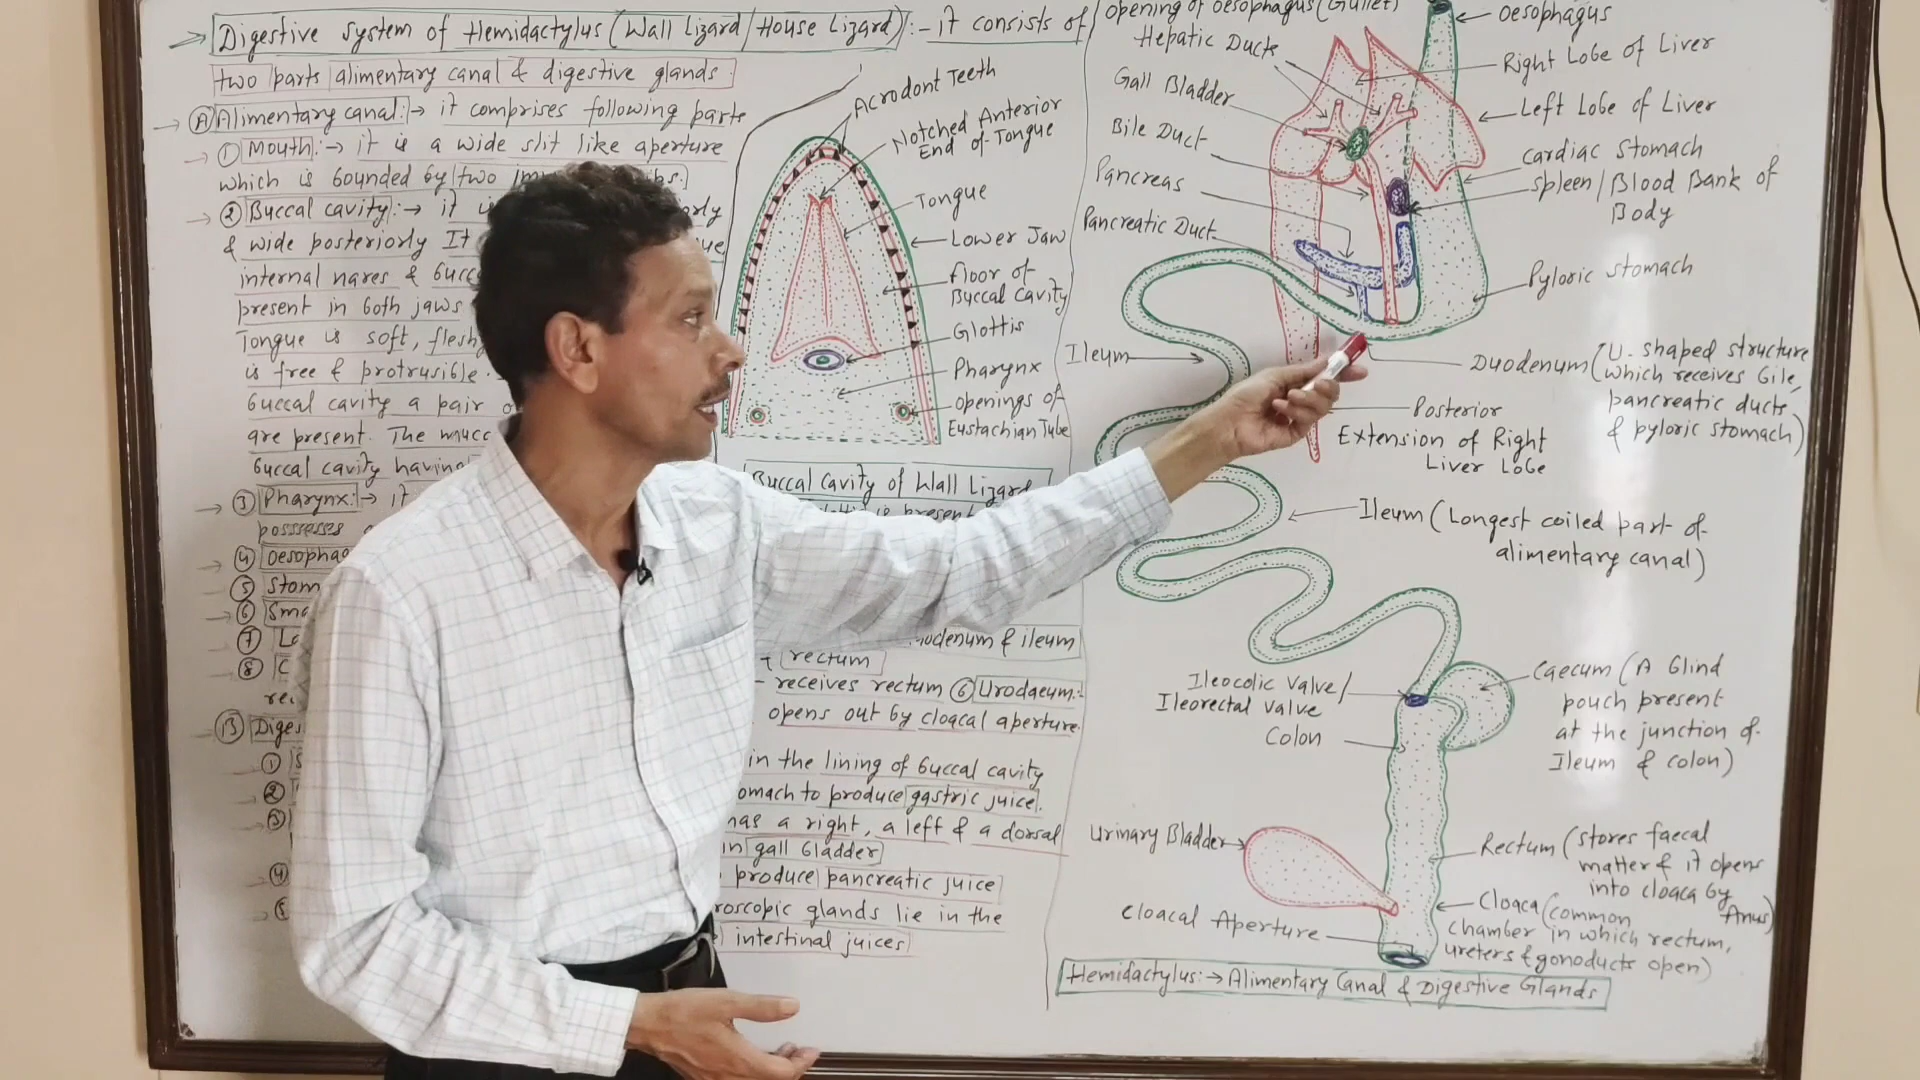 Digestive system of Hemidactylus (Wall Lizard/House Lizard):- it consists of
two parts alimentary canal & digestive glands.
(A) Alimentary canal:→ it comprises following parts
① Mouth:→ it is a wide slit like aperture
which is bounded by two
② Buccal cavity:→ it
& wide posteriorly It
internal nares &
present in both jaws
Tongue is soft, fleshy
is free & protrusible.
buccal cavity a pair
are present. The
buccal cavity having
③ Pharynx:→ it
possesses
④
⑤
⑥
⑦
⑧
(B)
①
②
③
④
⑤
is present
duodenum & ileum
rectum
receives rectum ⑥ Urodaeum:-
opens out by cloacal aperture.
in the lining of buccal cavity
to produce gastric juice.
has a right, a left & a dorsal
in gall bladder
produce pancreatic juice
glands lie in the
intestinal juices
Acrodont Teeth
Notched Anterior
End of Tongue
Tongue
Lower Jaw
floor of
Buccal Cavity
Glottis
Pharynx
openings of
Eustachian Tube
Buccal Cavity of Wall Lizard
opening of oesophagus (Gullet)
Hepatic Ducts
Gall Bladder
Bile Duct
Pancreas
Pancreatic Duct
Ileum
oesophagus
Right Lobe of Liver
Left Lobe of Liver
Cardiac Stomach
Spleen/Blood Bank of
Body
Pyloric Stomach
Duodenum (U-shaped structure
which receives bile,
pancreatic ducts
& pyloric stomach)
Posterior
Extension of Right
Liver Lobe
Ileum (Longest coiled part of
alimentary canal)
Ileocolic Valve/
Ileorectal Valve
Colon
Caecum (A blind
pouch present
at the junction of
Ileum & colon)
Urinary Bladder
Rectum (stores faecal
matter & it opens
into cloaca by
Anus)
Cloacal Aperture
Cloaca (common
chamber in which rectum,
ureters & gonoducts open)
Hemidactylus:→ Alimentary Canal & Digestive Glands